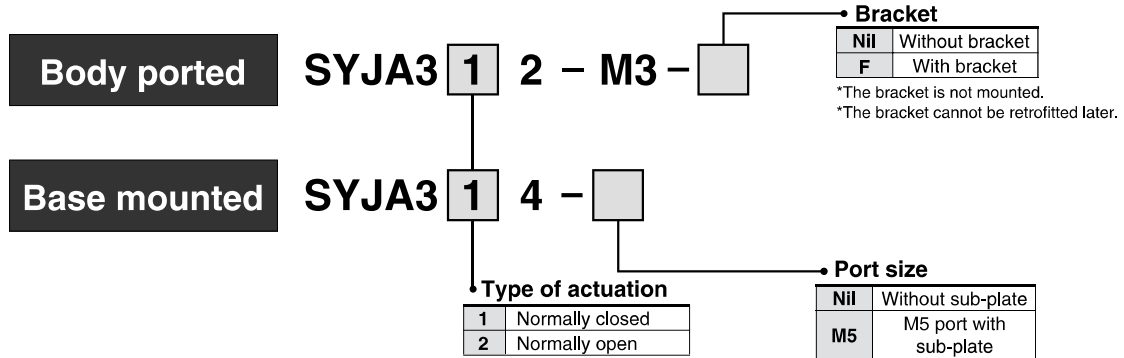 Bracket
Nil Without bracket
F With bracket
*The bracket is not mounted.
*The bracket cannot be retrofitted later.
Body ported SYJA3 1 2 – M3 –
Base mounted SYJA3 1 4 –
Type of actuation
1 Normally closed
2 Normally open
Port size
Nil Without sub-plate
M5 M5 port with
sub-plate